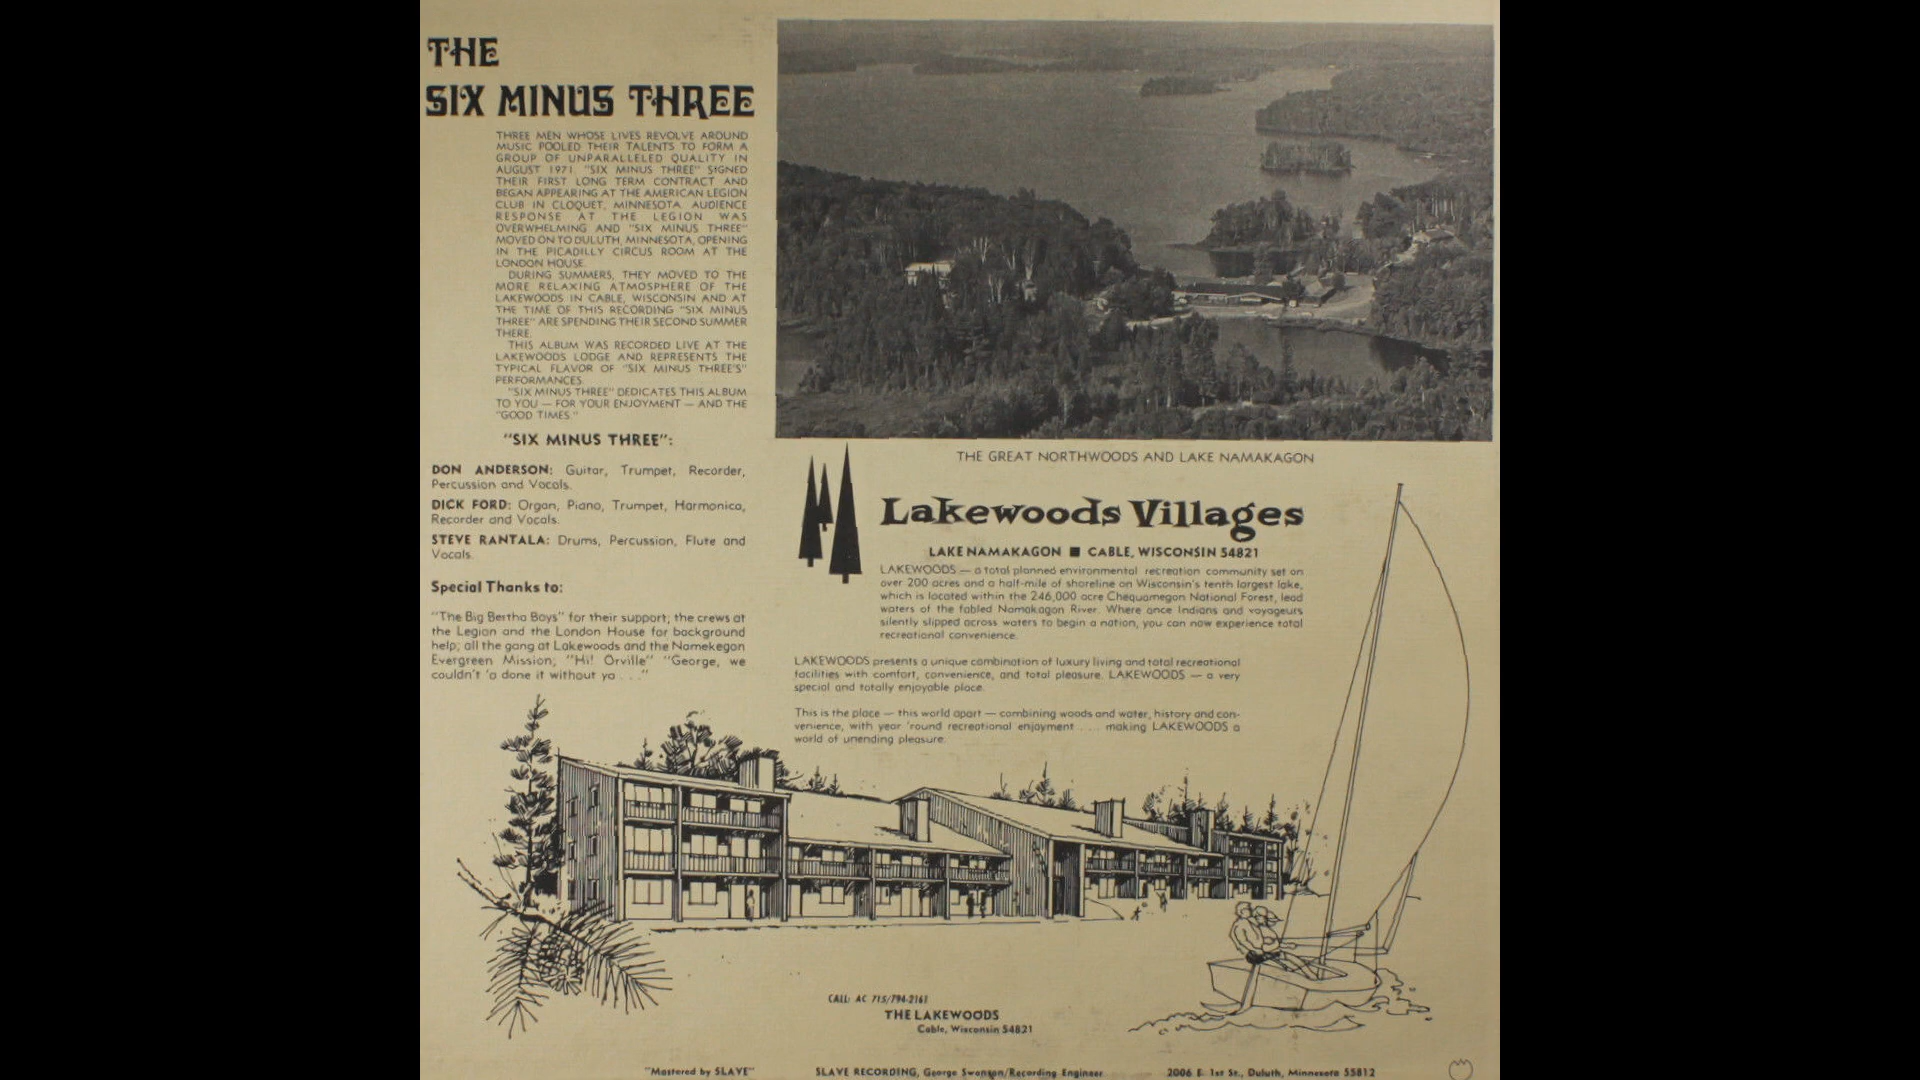 THE
SIX MINUS THREE
THREE MEN WHOSE LIVES REVOLVE AROUND
MUSIC POOLED THEIR TALENTS TO FORM A
GROUP OF UNPARALLELED QUALITY IN
AUGUST 1971. "SIX MINUS THREE" SIGNED
THEIR FIRST LONG TERM CONTRACT AND
BEGAN APPEARING AT THE AMERICAN LEGION
CLUB IN CLOQUET, MINNESOTA. AUDIENCE
RESPONSE AT THE LEGION WAS
OVERWHELMING AND "SIX MINUS THREE"
MOVED ON TO DULUTH, MINNESOTA, OPENING
IN THE PICADILLY CIRCUS ROOM AT THE
LONDON HOUSE.
DURING SUMMERS, THEY MOVED TO THE
MORE RELAXING ATMOSPHERE OF THE
LAKEWOODS IN CABLE, WISCONSIN AND AT
THE TIME OF THIS RECORDING "SIX MINUS
THREE" ARE SPENDING THEIR SECOND SUMMER
THERE.
THIS ALBUM WAS RECORDED LIVE AT THE
LAKEWOODS LODGE AND REPRESENTS THE
TYPICAL FLAVOR OF "SIX MINUS THREE'S"
PERFORMANCES.
"SIX MINUS THREE" DEDICATES THIS ALBUM
TO YOU — FOR YOUR ENJOYMENT — AND THE
"GOOD TIMES."
"SIX MINUS THREE":
DON ANDERSON: Guitar, Trumpet, Recorder,
Percussion and Vocals.
DICK FORD: Organ, Piano, Trumpet, Harmonica,
Recorder and Vocals.
STEVE RANTALA: Drums, Percussion, Flute and
Vocals.
Special Thanks to:
"The Big Bertha Boys" for their support; the crews at
the Legion and the London House for background
help; all the gang at Lakewoods and the Namekegon
Evergreen Mission; "Hi! Orville" "George, we
couldn't 'a done it without ya . . ."
THE GREAT NORTHWOODS AND LAKE NAMAKAGON
Lakewoods Villages
LAKE NAMAKAGON ■ CABLE, WISCONSIN 54821
LAKEWOODS — a total planned environmental recreation community set on
over 200 acres and a half-mile of shoreline on Wisconsin's tenth largest lake,
which is located within the 246,000 acre Chequamegon National Forest, lead
waters of the fabled Namakagon River. Where once Indians and voyageurs
silently slipped across waters to begin a nation, you can now experience total
recreational convenience.
LAKEWOODS presents a unique combination of luxury living and total recreational
facilities with comfort, convenience, and total pleasure. LAKEWOODS — a very
special and totally enjoyable place.
This is the place — this world apart — combining woods and water, history and con-
venience, with year 'round recreational enjoyment . . . making LAKEWOODS a
world of unending pleasure.
CALL: AC 715/794-2161
THE LAKEWOODS
Cable, Wisconsin 54821
"Mastered by SLAVE"
SLAVE RECORDING, George Swanson/Recording Engineer
2006 E. 1st St., Duluth, Minnesota 55812